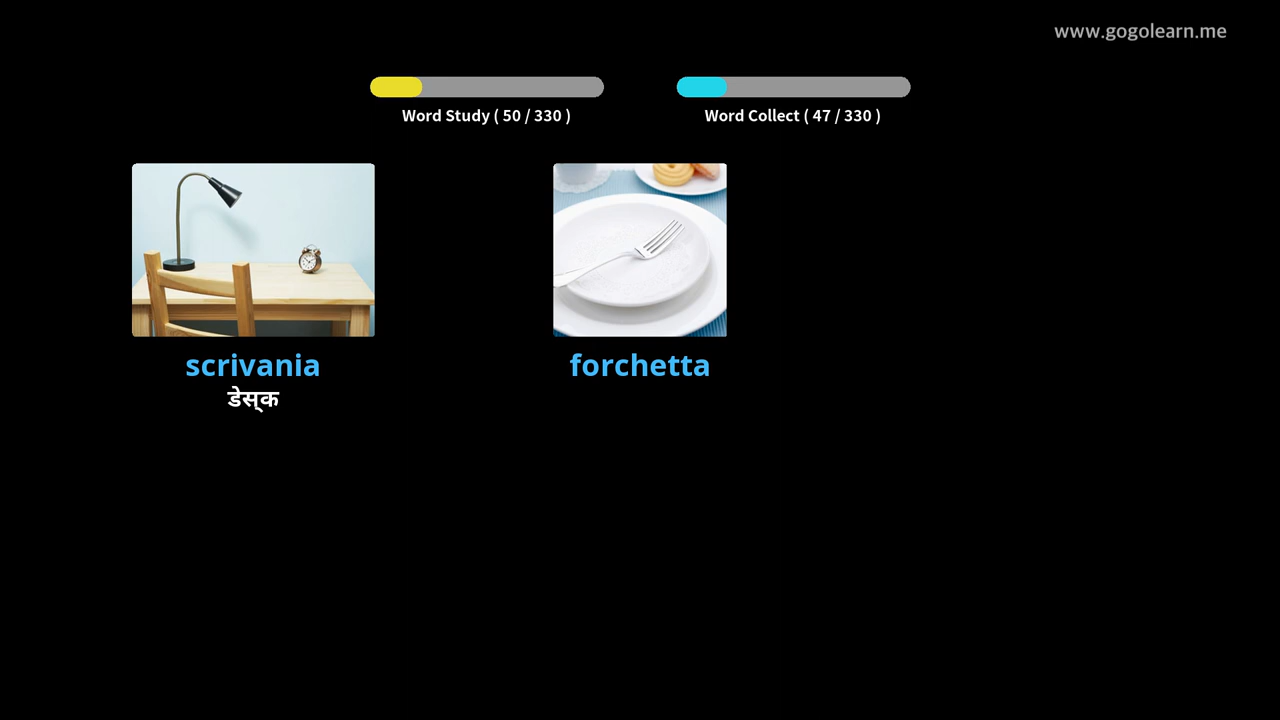 www.gogolearn.me
Word Study ( 50 / 330 )
Word Collect ( 47 / 330 )
scrivania
डेस्क
forchetta